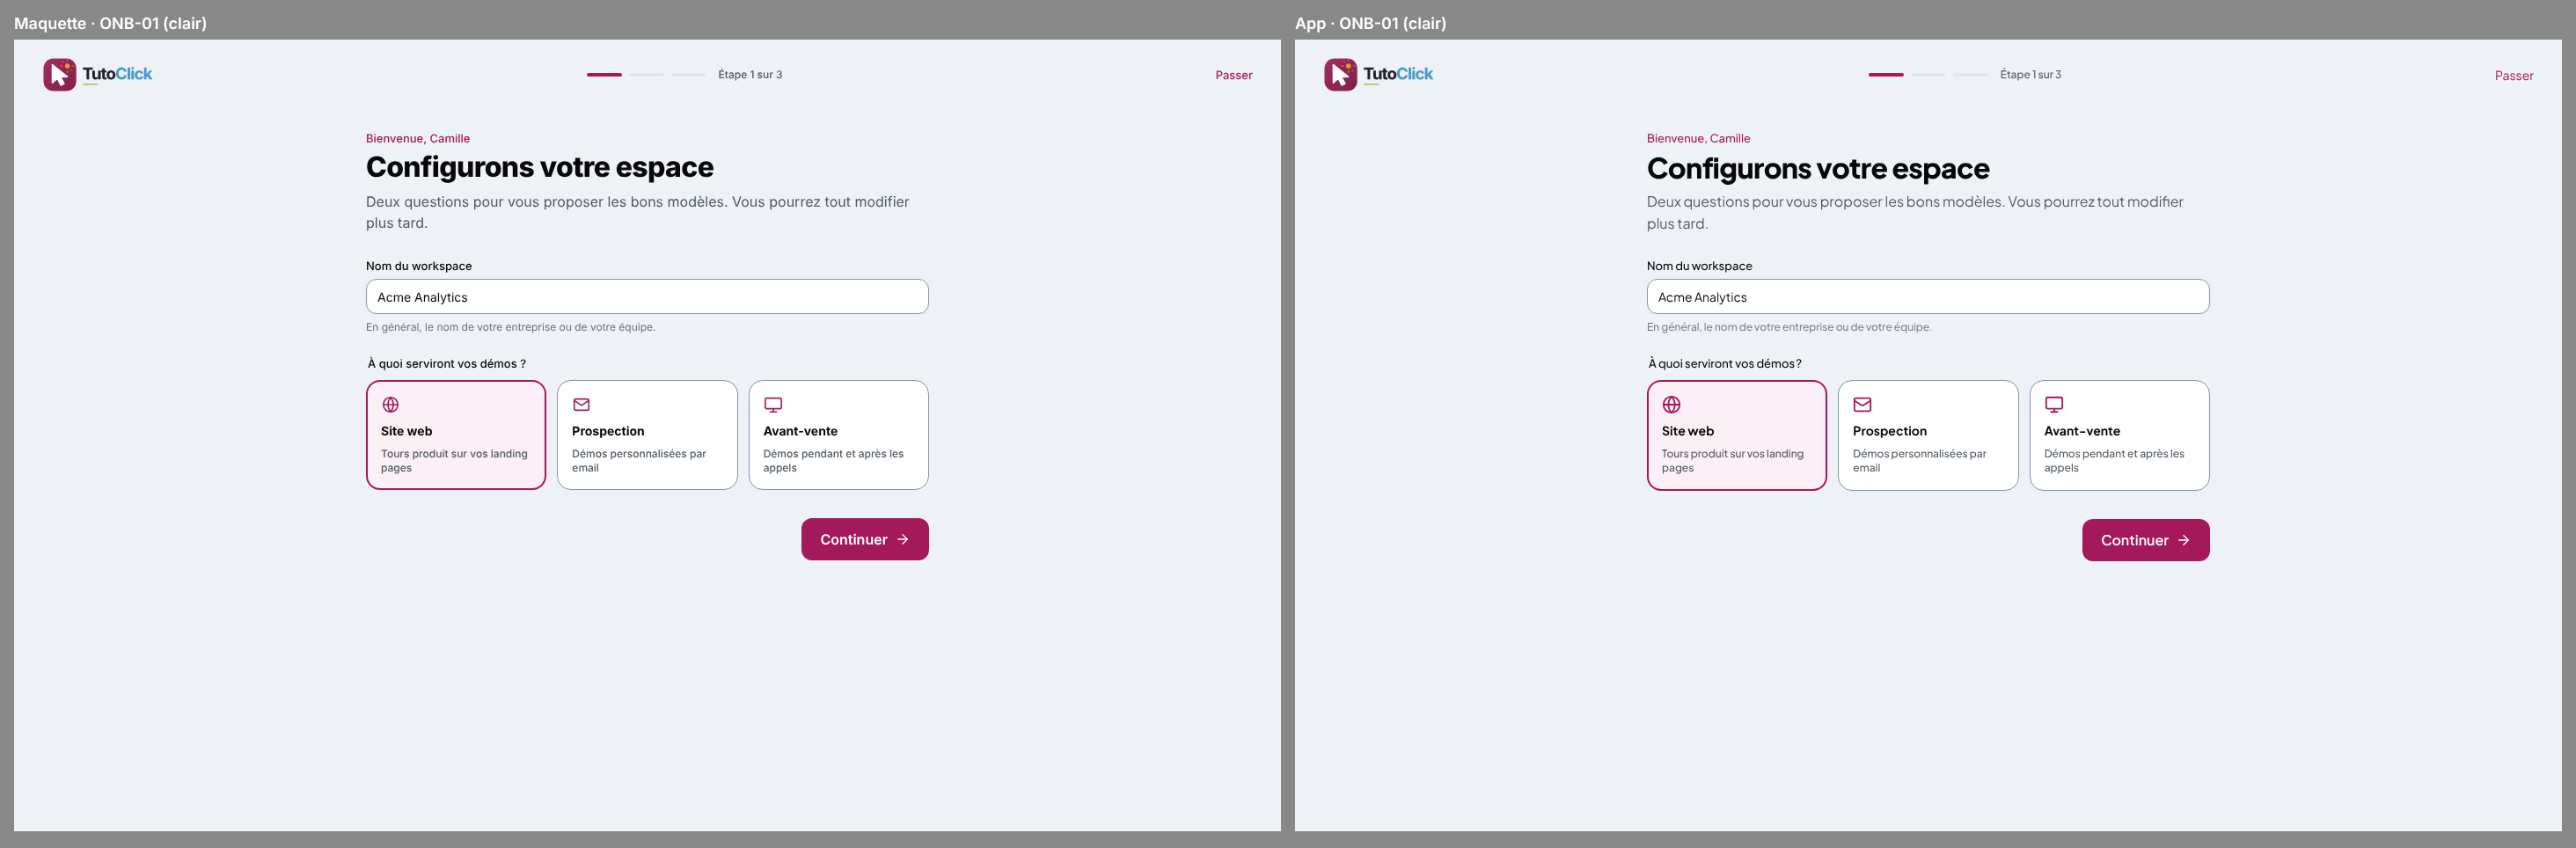 Maquette · ONB-01 (clair)
TutoClick
Étape 1 sur 3
Passer
Bienvenue, Camille
Configurons votre espace
Deux questions pour vous proposer les bons modèles. Vous pourrez tout modifier
plus tard.
Nom du workspace
Acme Analytics
En général, le nom de votre entreprise ou de votre équipe.
À quoi serviront vos démos ?
Site web
Tours produit sur vos landing
pages
Prospection
Démos personnalisées par
email
Avant-vente
Démos pendant et après les
appels
Continuer
App · ONB-01 (clair)
TutoClick
Étape 1 sur 3
Passer
Bienvenue, Camille
Configurons votre espace
Deux questions pour vous proposer les bons modèles. Vous pourrez tout modifier
plus tard.
Nom du workspace
Acme Analytics
En général, le nom de votre entreprise ou de votre équipe.
À quoi serviront vos démos ?
Site web
Tours produit sur vos landing
pages
Prospection
Démos personnalisées par
email
Avant-vente
Démos pendant et après les
appels
Continuer